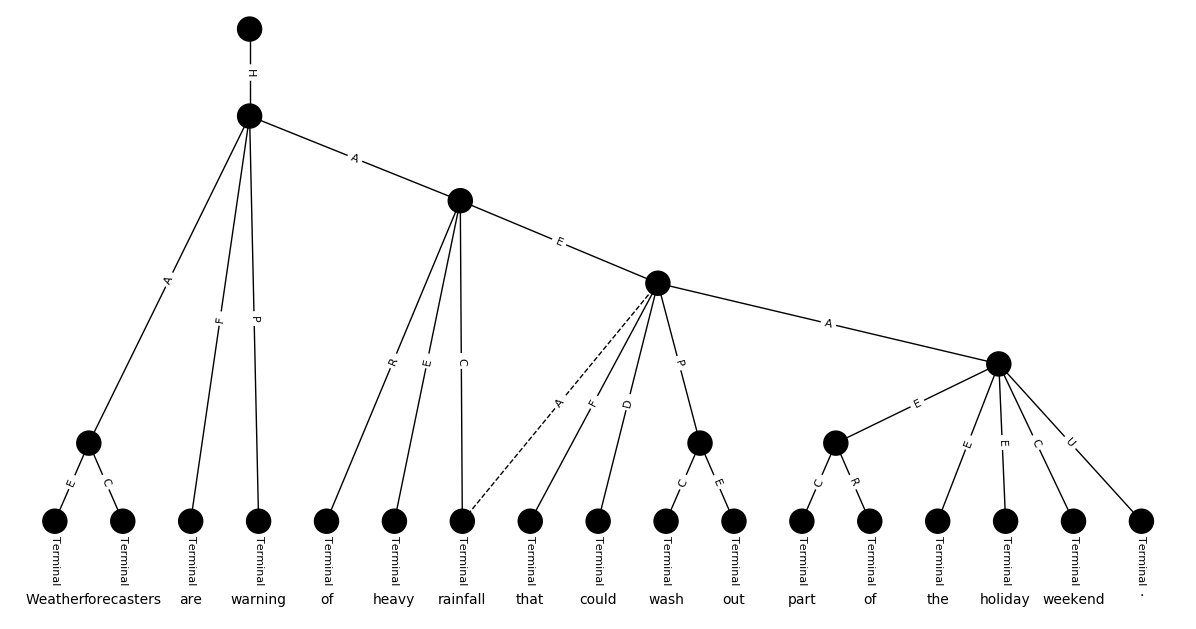 H
A
A
E
A
A
F
P
R
E
C
A
F
D
P
E
E
E
C
U
E
C
C
E
C
R
Terminal Terminal Terminal Terminal Terminal Terminal Terminal Terminal Terminal Terminal Terminal Terminal Terminal Terminal Terminal Terminal Terminal
Weather forecasters are warning of heavy rainfall that could wash out part of the holiday weekend .